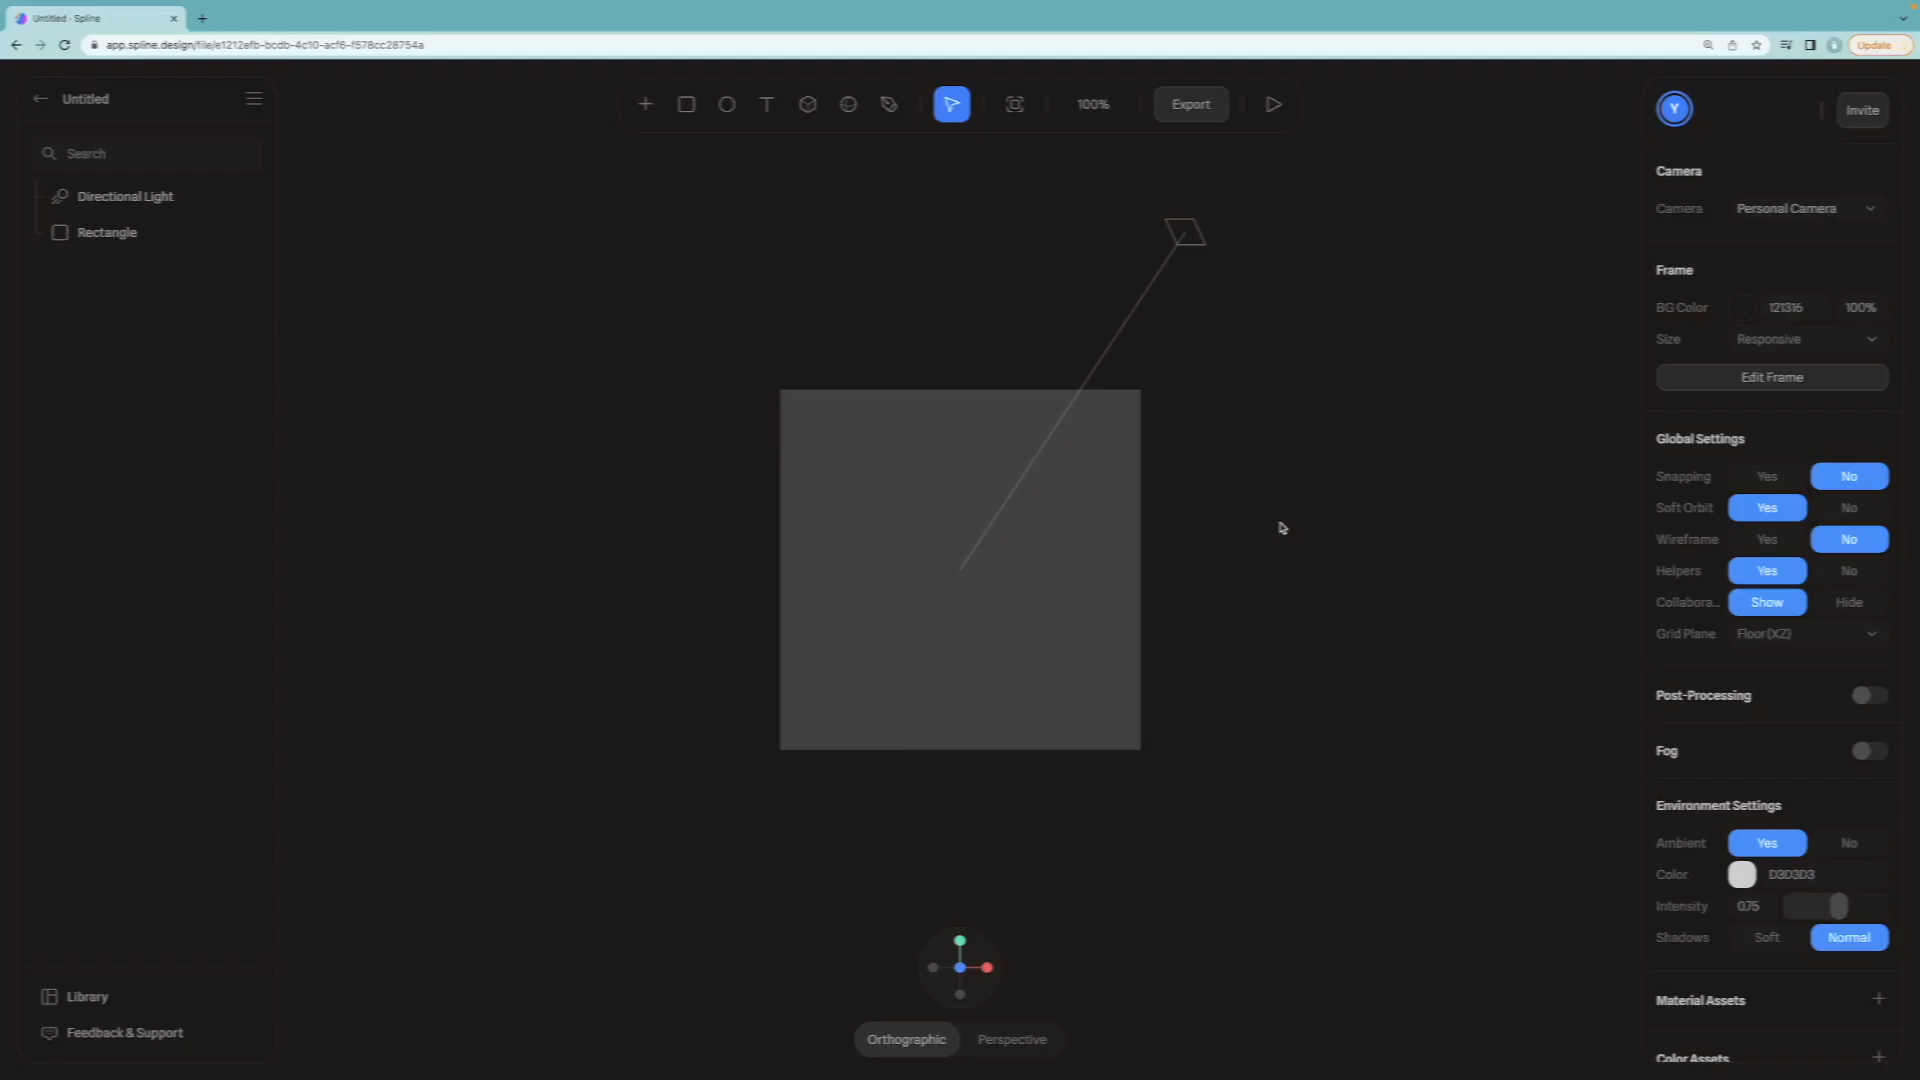 Untitled - Spline
app.spline.design/file/e1212efb-bcdb-4c10-acf6-f578cc28754a
Update
Untitled
Search
Directional Light
Rectangle
Library
Feedback & Support
100%
Export
Orthographic
Perspective
Y
Invite
Camera
Camera
Personal Camera
Frame
BG Color
121316
100%
Size
Responsive
Edit Frame
Global Settings
Snapping
Yes
No
Soft Orbit
Yes
No
Wireframe
Yes
No
Helpers
Yes
No
Collabora...
Show
Hide
Grid Plane
Floor (XZ)
Post-Processing
Fog
Environment Settings
Ambient
Yes
No
Color
D3D3D3
Intensity
0.75
Shadows
Soft
Normal
Material Assets
Color Assets